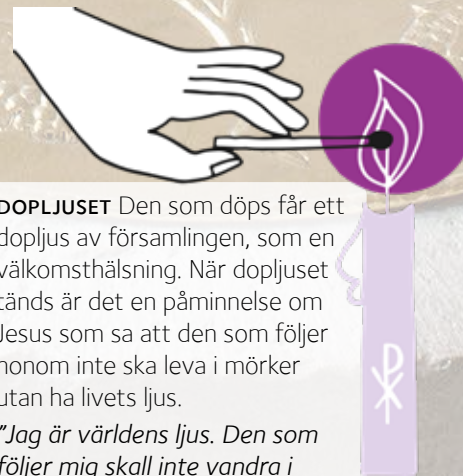 DOPLJUSET Den som döps får ett
dopljus av församlingen, som en
välkomsthälsning. När dopljuset
tänds är det en påminnelse om
Jesus som sa att den som följer
honom inte ska leva i mörker
utan ha livets ljus.
"Jag är världens ljus. Den som
följer mig skall inte vandra i